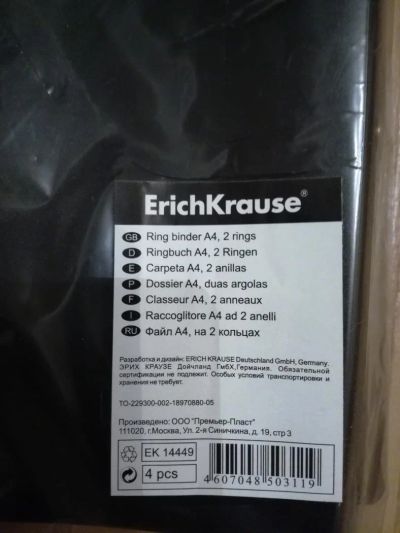 ErichKrause®
GB Ring binder A4, 2 rings
D Ringbuch A4, 2 Ringen
E Carpeta A4, 2 anillas
P Dossier A4, duas argolas
F Classeur A4, 2 anneaux
I Raccoglitore A4 ad 2 anelli
RU Файл А4, на 2 кольцах
Разработка и дизайн: ERICH KRAUSE Deutschland GmbH, Germany.
ЭРИХ КРАУЗЕ Дойчланд ГмбХ,Германия. Обязательной
сертификации не подлежит. Особых условий транспортировки и
хранения не требует.
ТО-229300-002-18970880-05
Произведено: ООО "Премьер-Пласт"
111020, г.Москва, Ул. 2-я Синичкина, д. 19, стр 3
EK 14449
4 pcs
4607048503119